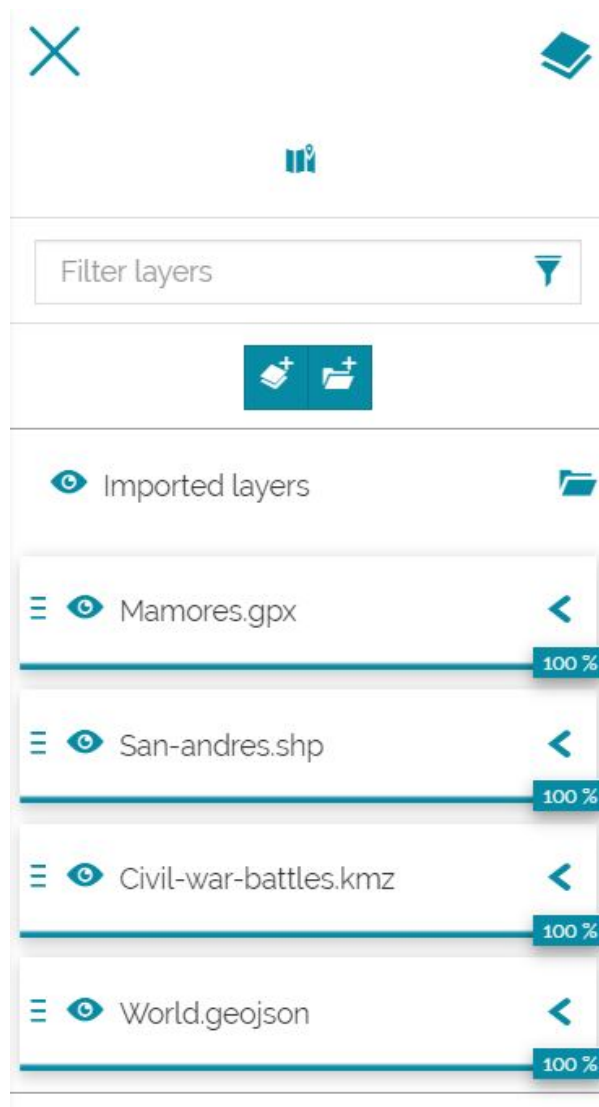 Filter layers
Imported layers
Mamores.gpx
100 %
San-andres.shp
100 %
Civil-war-battles.kmz
100 %
World.geojson
100 %